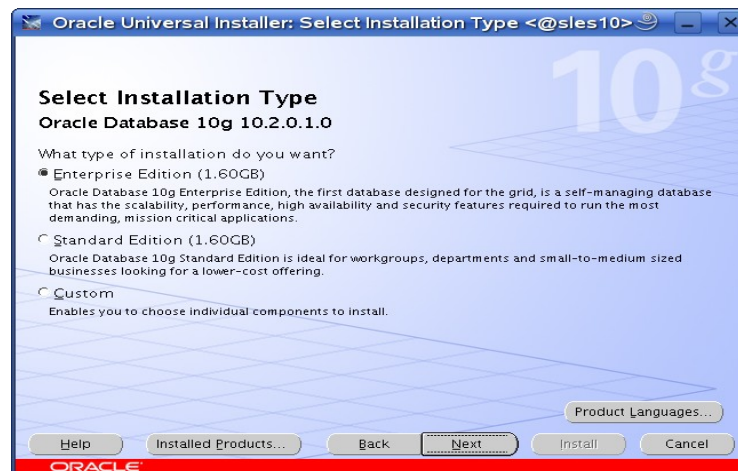 Oracle Universal Installer: Select Installation Type <@sles10>
10g
Select Installation Type
Oracle Database 10g 10.2.0.1.0
What type of installation do you want?
Enterprise Edition (1.60GB)
Oracle Database 10g Enterprise Edition, the first database designed for the grid, is a self-managing database
that has the scalability, performance, high availability and security features required to run the most
demanding, mission critical applications.
Standard Edition (1.60GB)
Oracle Database 10g Standard Edition is ideal for workgroups, departments and small-to-medium sized
businesses looking for a lower-cost offering.
Custom
Enables you to choose individual components to install.
Product Languages...
Help Installed Products... Back Next Install Cancel
ORACLE